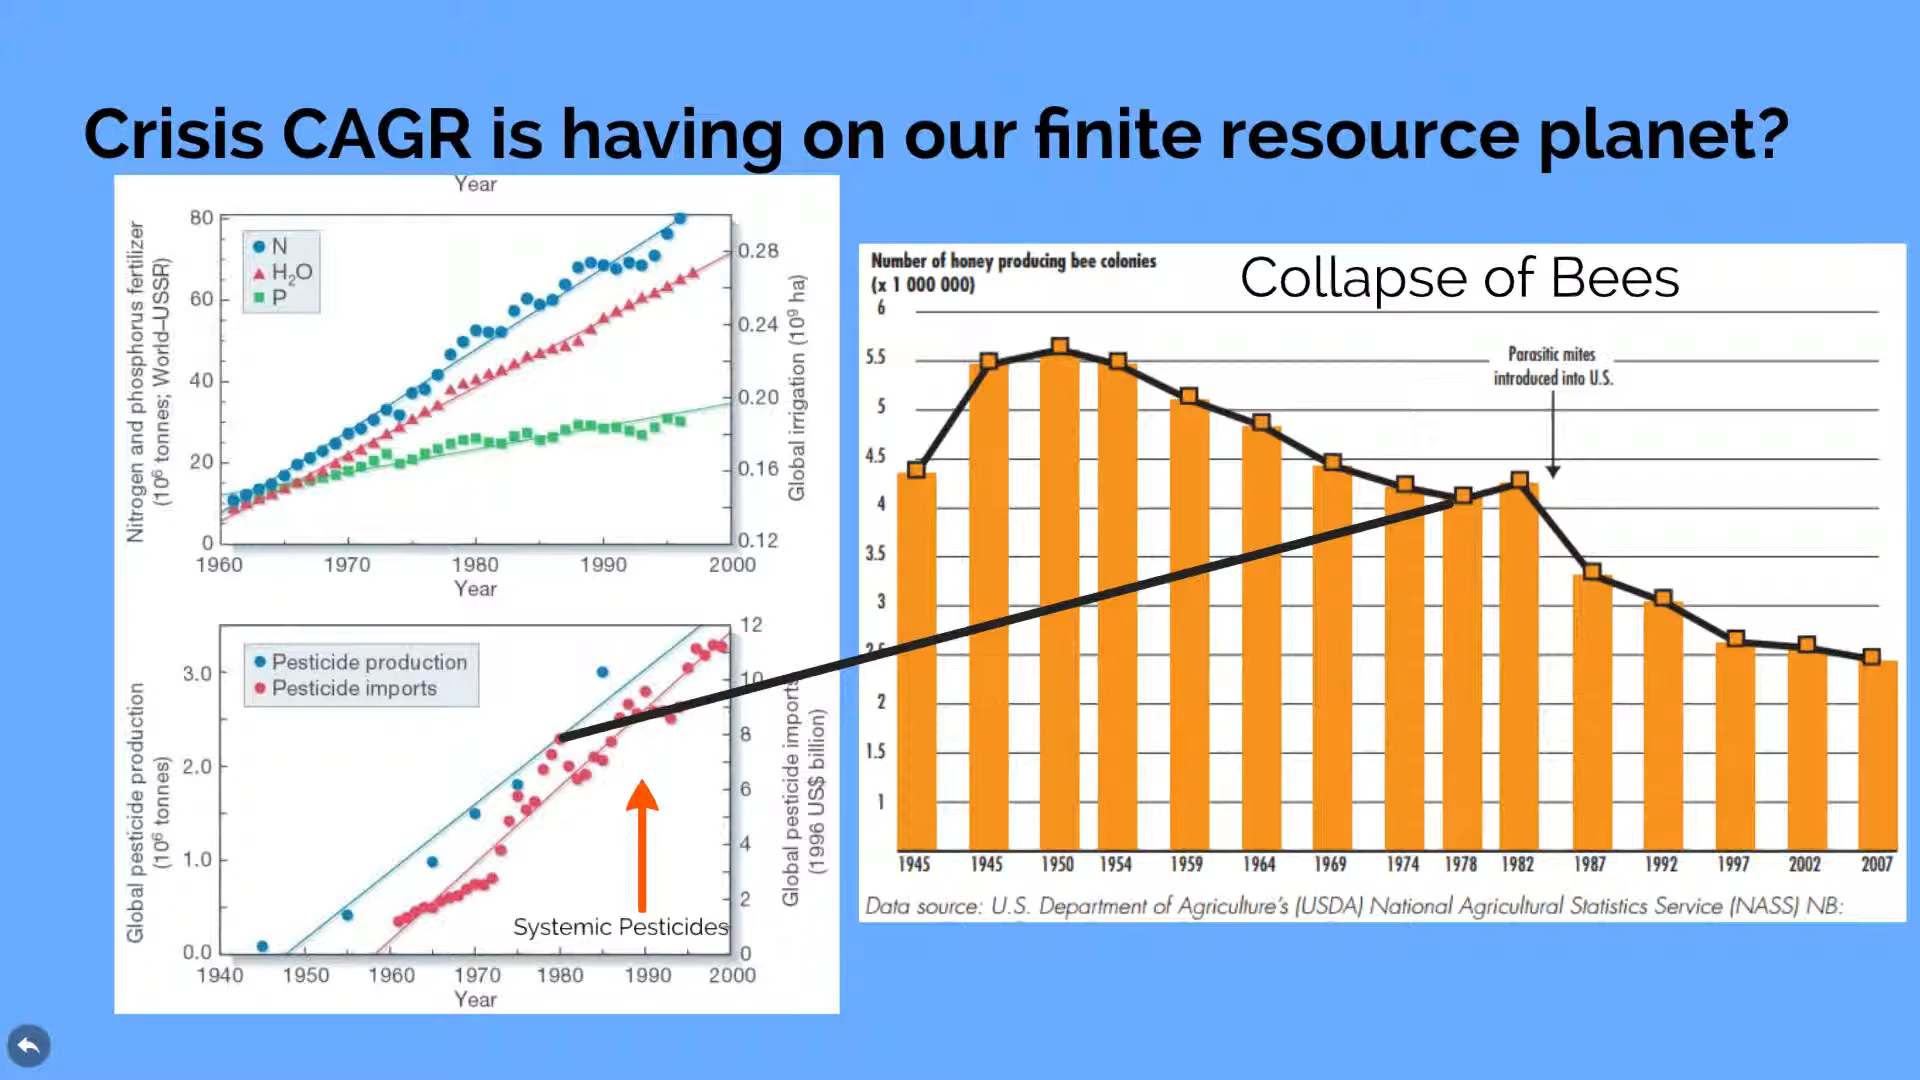 Crisis CAGR is having on our finite resource planet?
Year
Nitrogen and phosphorus fertilizer
(10⁶ tonnes; World–USSR)
80
60
40
20
0
N
H₂O
P
0.28
0.24
0.20
0.16
0.12
Global irrigation (10⁹ ha)
1960 1970 1980 1990 2000
Year
Global pesticide production
(10⁶ tonnes)
3.0
2.0
1.0
0.0
Pesticide production
Pesticide imports
12
10
8
6
4
2
0
Global pesticide imports
(1996 US$ billion)
Systemic Pesticides
1940 1950 1960 1970 1980 1990 2000
Year
Number of honey producing bee colonies
(x 1 000 000)
Collapse of Bees
6
5.5
5
4.5
4
3.5
3
2.5
2
1.5
1
Parasitic mites
introduced into U.S.
1945 1945 1950 1954 1959 1964 1969 1974 1978 1982 1987 1992 1997 2002 2007
Data source: U.S. Department of Agriculture's (USDA) National Agricultural Statistics Service (NASS) NB: